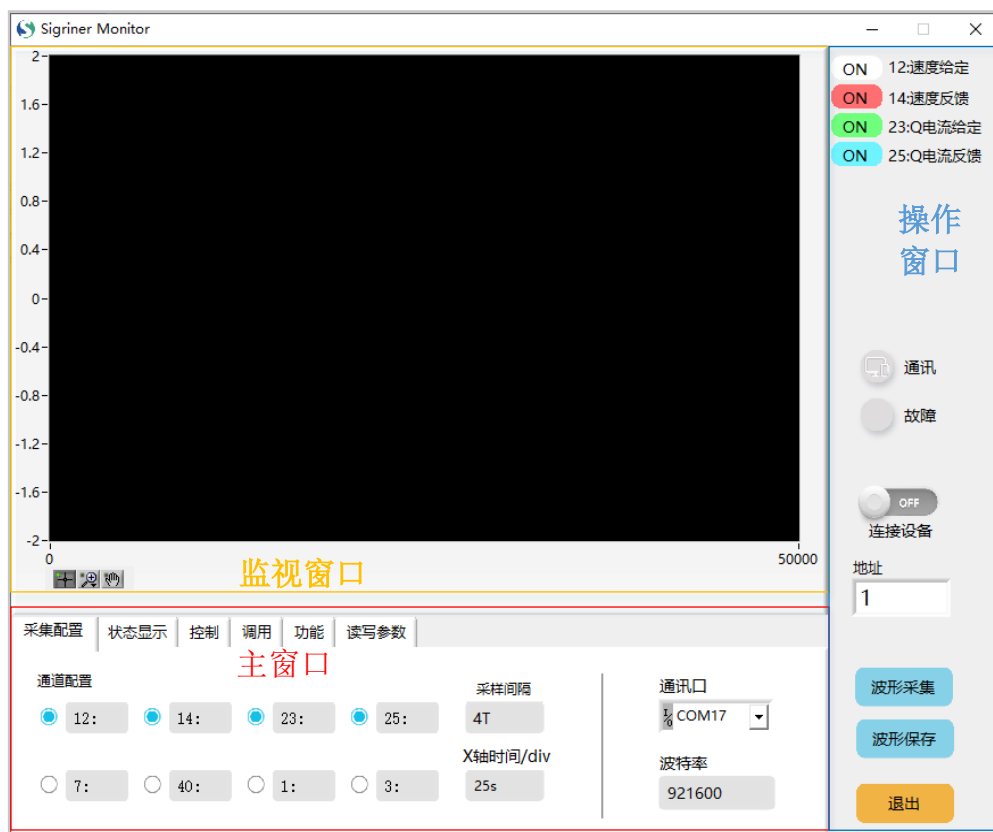 Sigriner Monitor
2
1.6
1.2
0.8
0.4
0
-0.4
-0.8
-1.2
-1.6
-2
0
50000
监视窗口
ON 12:速度给定
ON 14:速度反馈
ON 23:Q电流给定
ON 25:Q电流反馈
操作
窗口
通讯
故障
OFF
连接设备
地址
1
波形采集
波形保存
退出
采集配置 状态显示 控制 调用 功能 读写参数
主窗口
通道配置
12: 14: 23: 25:
7: 40: 1: 3:
采样间隔
4T
X轴时间/div
25s
通讯口
I/O COM17
波特率
921600